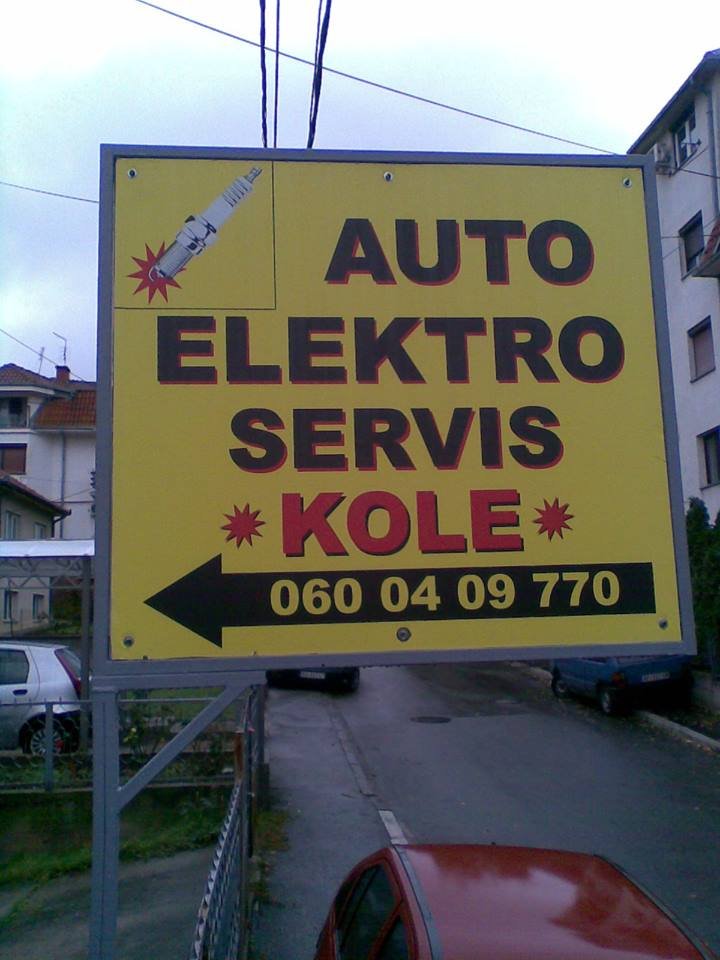 AUTO
ELEKTRO
SERVIS
KOLE
060 04 09 770